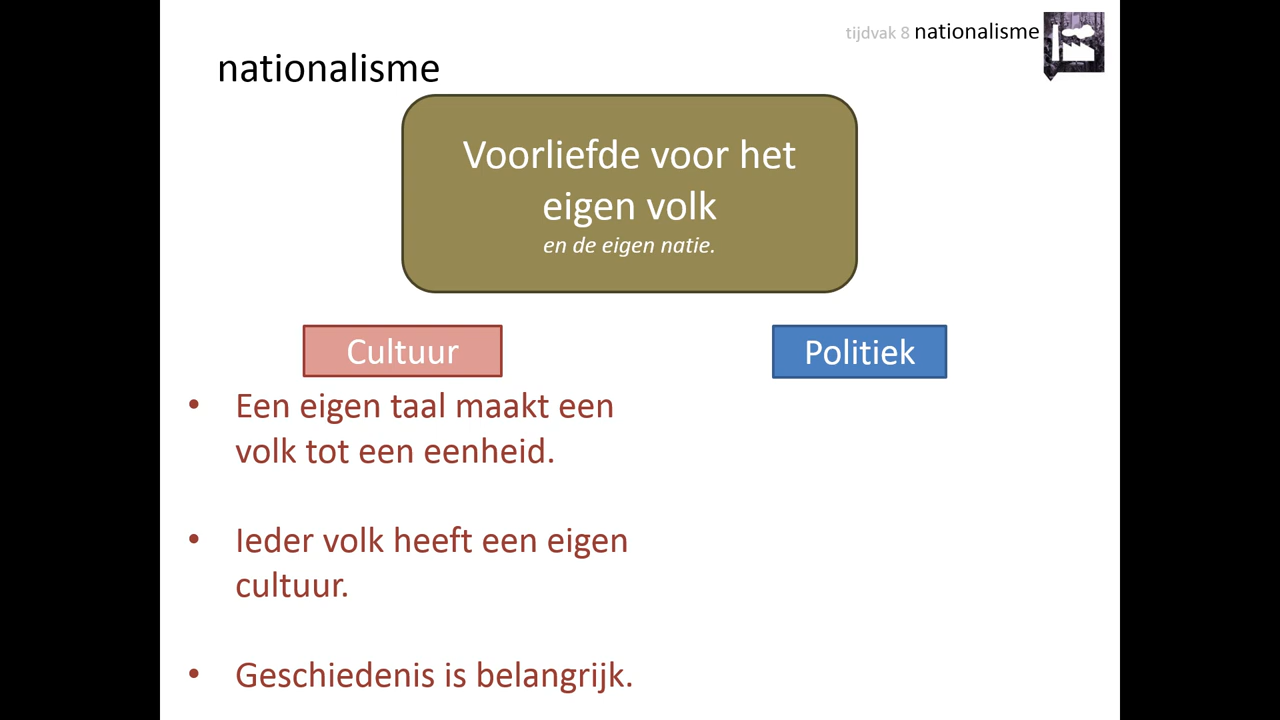 tijdvak 8 nationalisme
nationalisme
Voorliefde voor het
eigen volk
en de eigen natie.
Cultuur
Politiek
• Een eigen taal maakt een
volk tot een eenheid.
• Ieder volk heeft een eigen
cultuur.
• Geschiedenis is belangrijk.